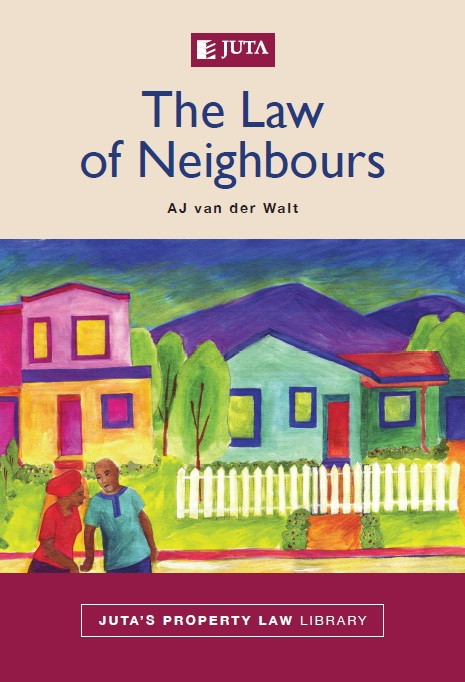 JUTA
The Law
of Neighbours
AJ van der Walt
JUTA'S PROPERTY LAW LIBRARY